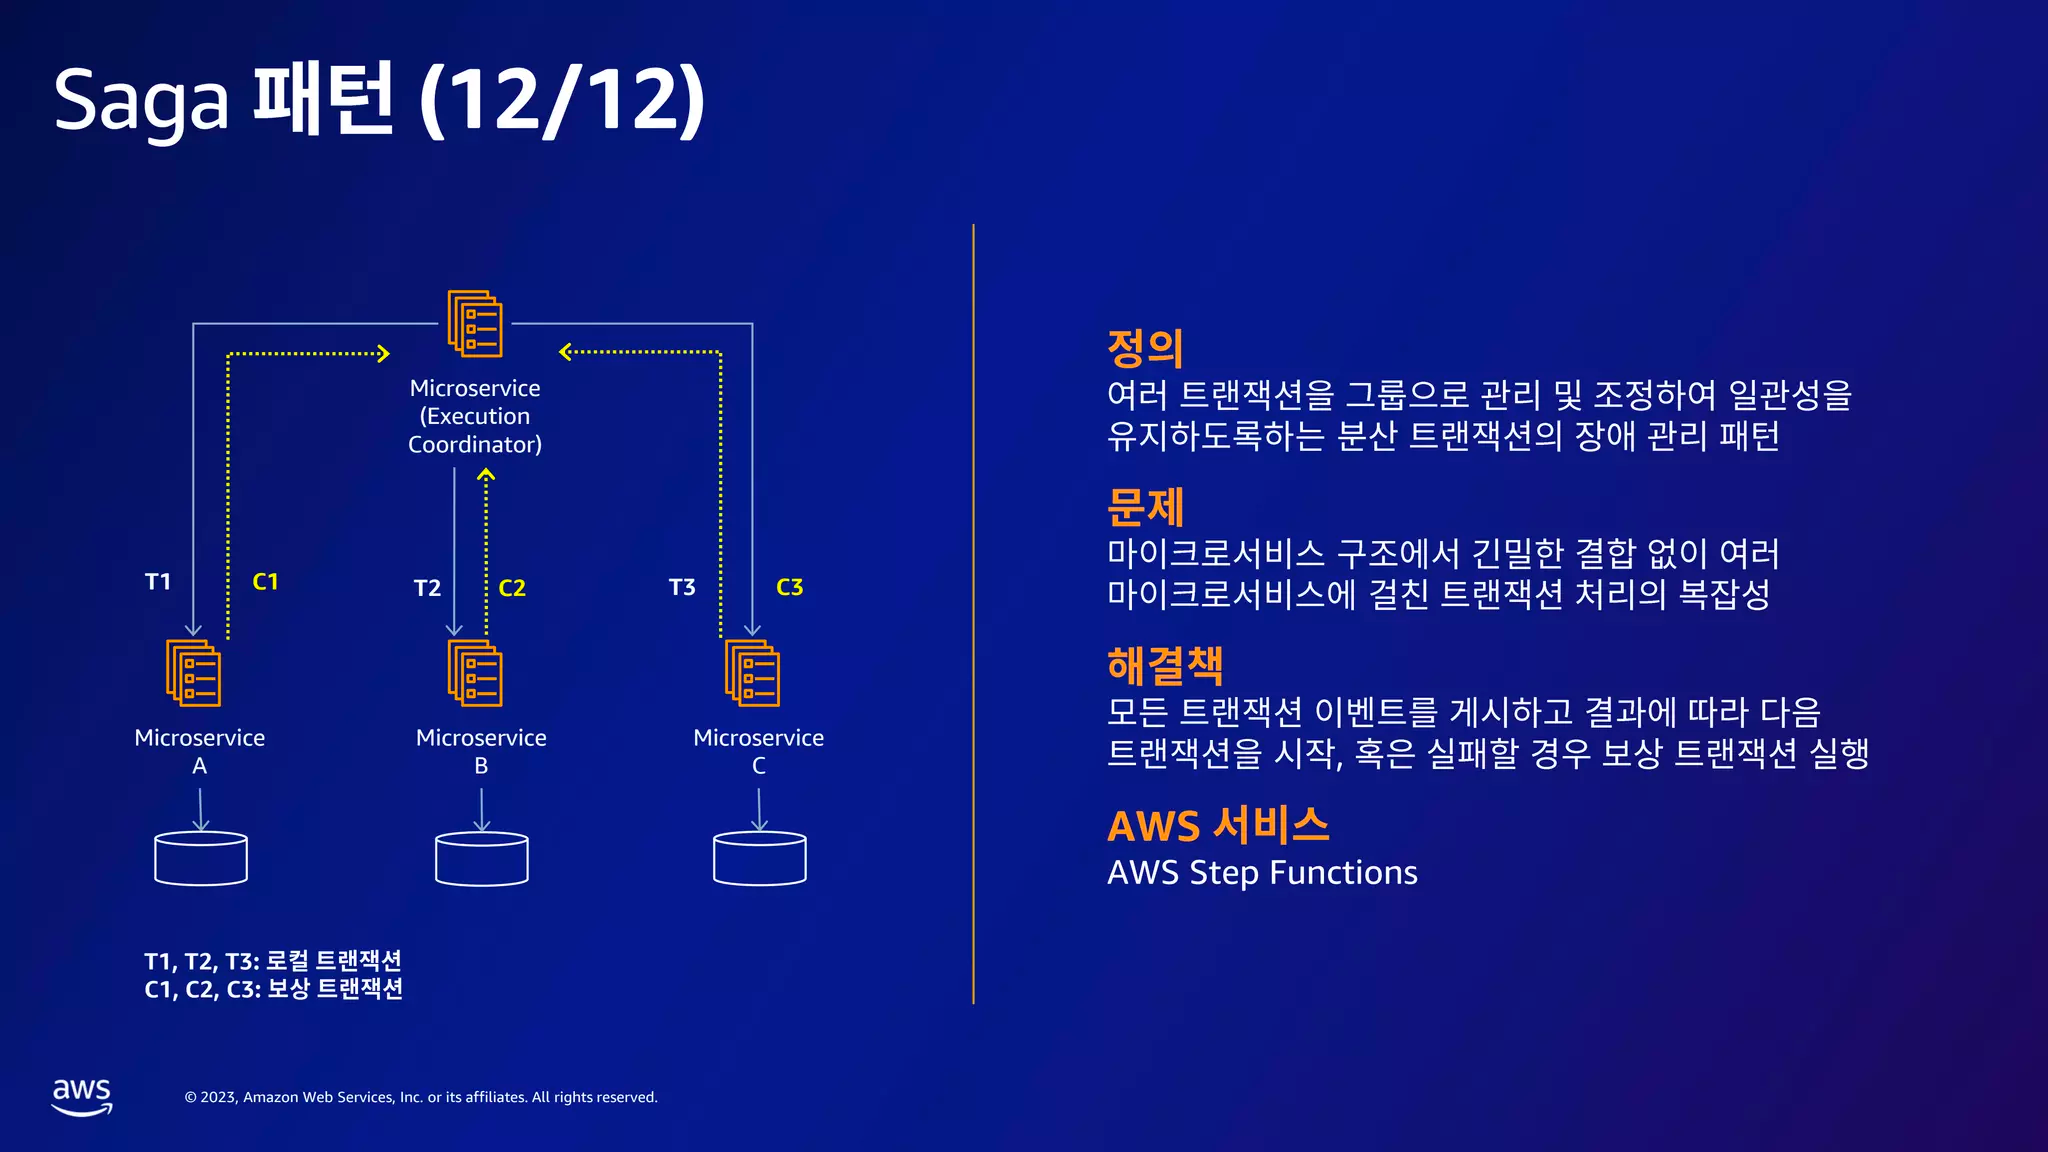 Saga 패턴 (12/12)
Microservice
(Execution
Coordinator)
T1
C1
T2
C2
T3
C3
Microservice
A
Microservice
B
Microservice
C
T1, T2, T3: 로컬 트랜잭션
C1, C2, C3: 보상 트랜잭션
정의
여러 트랜잭션을 그룹으로 관리 및 조정하여 일관성을
유지하도록하는 분산 트랜잭션의 장애 관리 패턴
문제
마이크로서비스 구조에서 긴밀한 결합 없이 여러
마이크로서비스에 걸친 트랜잭션 처리의 복잡성
해결책
모든 트랜잭션 이벤트를 게시하고 결과에 따라 다음
트랜잭션을 시작, 혹은 실패할 경우 보상 트랜잭션 실행
AWS 서비스
AWS Step Functions
aws
© 2023, Amazon Web Services, Inc. or its affiliates. All rights reserved.